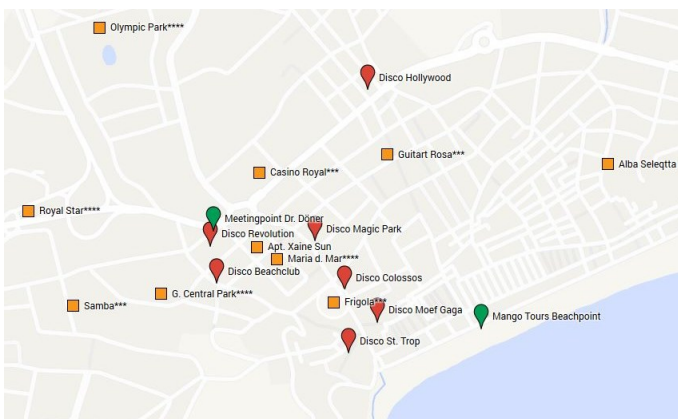 Olympic Park****
Disco Hollywood
Guitart Rosa***
Alba Seleqtta
Casino Royal***
Royal Star****
Meetingpoint Dr. Döner
Disco Revolution
Disco Magic Park
Apt. Xaine Sun
Maria d. Mar****
Disco Beachclub
Disco Colossos
G. Central Park****
Samba***
Frigola***
Disco Moef Gaga
Mango Tours Beachpoint
Disco St. Trop